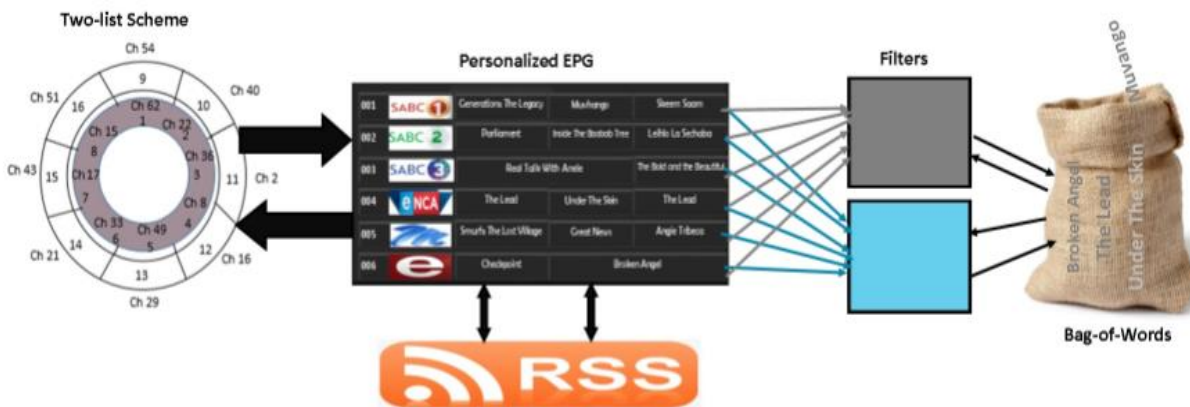 Two-list Scheme
Ch 54
9
Ch 51
Ch 40
16
10
Ch 62
1
Ch 15
Ch 22
2
8
Ch 36
Ch 43
15
Ch 17
3
11
Ch 2
7
Ch 8
4
Ch 33
Ch 49
6
5
14
12
Ch 21
Ch 16
13
Ch 29
Personalized EPG
001 SABC 1 Generations The Legacy Muvhango Skeem Saam
002 SABC 2 Parliament Inside The Baobab Tree Leihlo La Sechaba
003 SABC 3 Real Talk With Anele The Bold and the Beautiful
004 eNCA The Lead Under The Skin The Lead
005 Smurfs The Lost Village Great News Angie Tribeca
006 e Checkpoint Broken Angel
RSS
Filters
Broken Angel
The Lead
Under The Skin
Muvango
Bag-of-Words